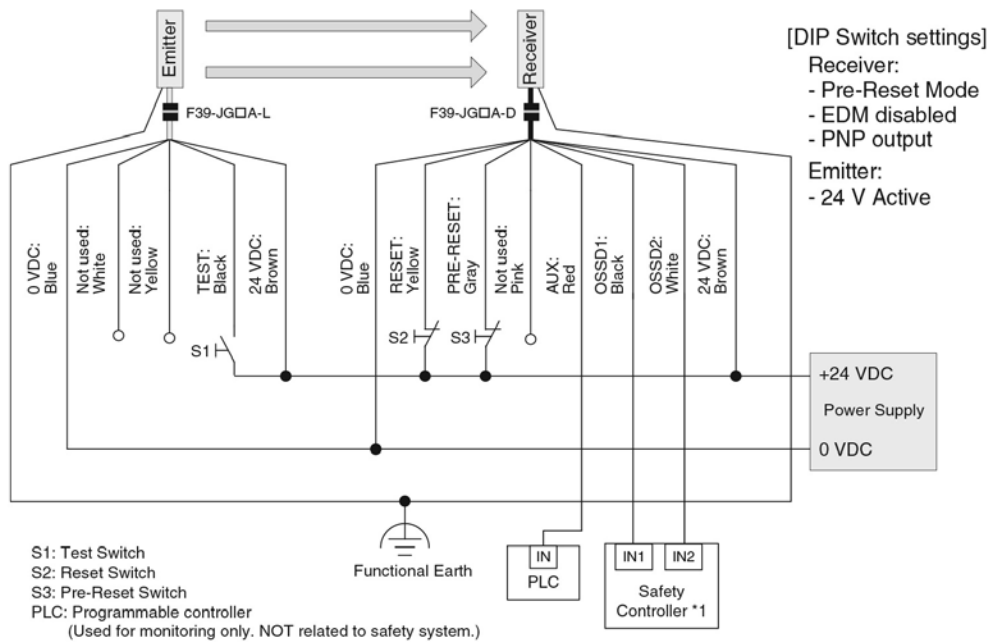 Emitter
Receiver
[DIP Switch settings]
Receiver:
- Pre-Reset Mode
- EDM disabled
- PNP output
Emitter:
- 24 V Active
F39-JG□A-L
F39-JG□A-D
0 VDC:
Blue
Not used:
White
Not used:
Yellow
TEST:
Black
24 VDC:
Brown
0 VDC:
Blue
RESET:
Yellow
PRE-RESET:
Gray
Not used:
Pink
AUX:
Red
OSSD1:
Black
OSSD2:
White
24 VDC:
Brown
S1
S2
S3
+24 VDC
Power Supply
0 VDC
Functional Earth
IN
PLC
IN1
IN2
Safety
Controller *1
S1: Test Switch
S2: Reset Switch
S3: Pre-Reset Switch
PLC: Programmable controller
(Used for monitoring only. NOT related to safety system.)